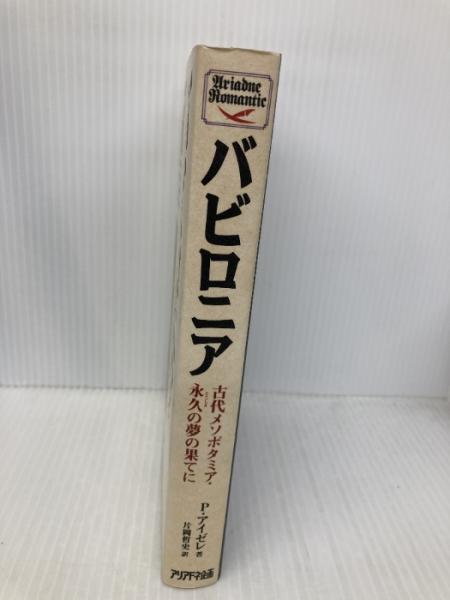 Ariadne
Romantic
バビロニア
古代メソポタミア・
永久の夢の果てに
P・アイゼレ 著
片岡哲史 訳
アリアドネ企画